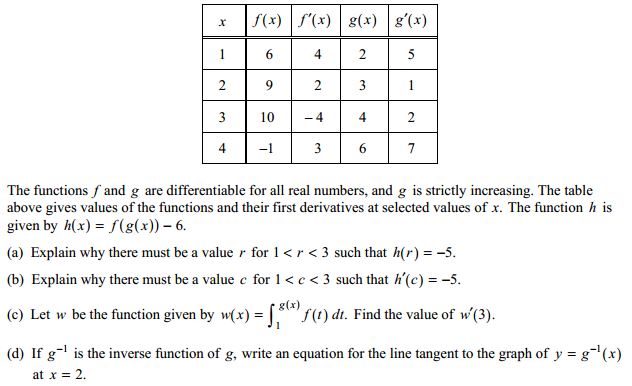 x f(x) f′(x) g(x) g′(x)
1 6 4 2 5
2 9 2 3 1
3 10 −4 4 2
4 −1 3 6 7
The functions f and g are differentiable for all real numbers, and g is strictly increasing. The table
above gives values of the functions and their first derivatives at selected values of x. The function h is
given by h(x) = f(g(x)) − 6.
(a) Explain why there must be a value r for 1 < r < 3 such that h(r) = −5.
(b) Explain why there must be a value c for 1 < c < 3 such that h′(c) = −5.
(c) Let w be the function given by w(x) = ∫₁^g(x) f(t) dt. Find the value of w′(3).
(d) If g⁻¹ is the inverse function of g, write an equation for the line tangent to the graph of y = g⁻¹(x)
at x = 2.